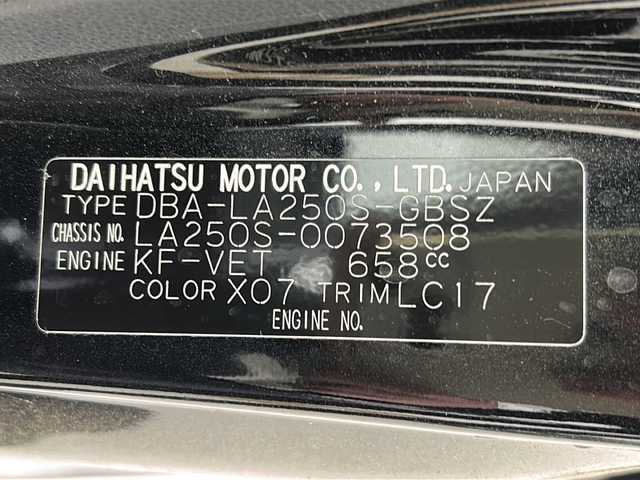 DAIHATSU MOTOR CO., LTD. JAPAN
TYPE DBA-LA250S-GBSZ
CHASSIS NO. LA250S-0073508
ENGINE KF-VET 658cc
COLOR X07 TRIM LC17
ENGINE NO.